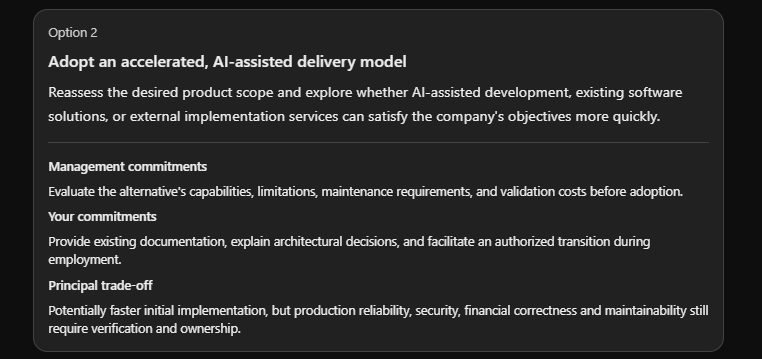 Option 2
Adopt an accelerated, AI-assisted delivery model
Reassess the desired product scope and explore whether AI-assisted development, existing software
solutions, or external implementation services can satisfy the company's objectives more quickly.
Management commitments
Evaluate the alternative's capabilities, limitations, maintenance requirements, and validation costs before adoption.
Your commitments
Provide existing documentation, explain architectural decisions, and facilitate an authorized transition during
employment.
Principal trade-off
Potentially faster initial implementation, but production reliability, security, financial correctness and maintainability still
require verification and ownership.